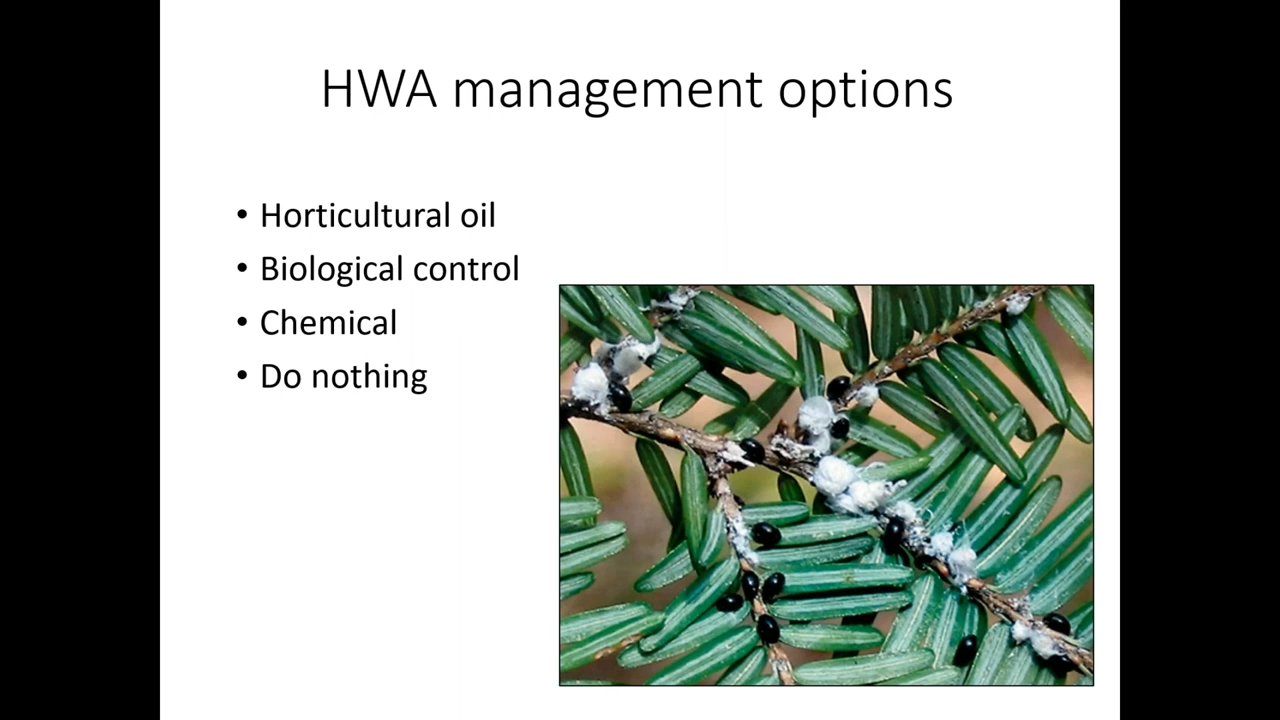 HWA management options
• Horticultural oil
• Biological control
• Chemical
• Do nothing